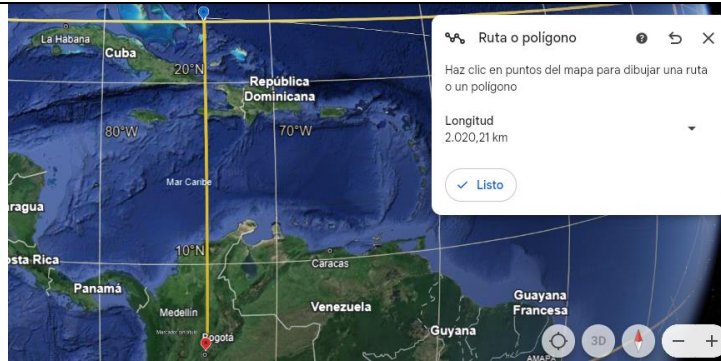 La Habana
Cuba
20°N
República
Dominicana
80°W
70°W
Mar Caribe
ragua
10°N
osta Rica
Caracas
Panamá
Medellín
Venezuela
Guayana
Francesa
Bogotá
Guyana
AMAPÁ
Ruta o polígono
Haz clic en puntos del mapa para dibujar una ruta
o un polígono
Longitud
2.020,21 km
Listo
3D